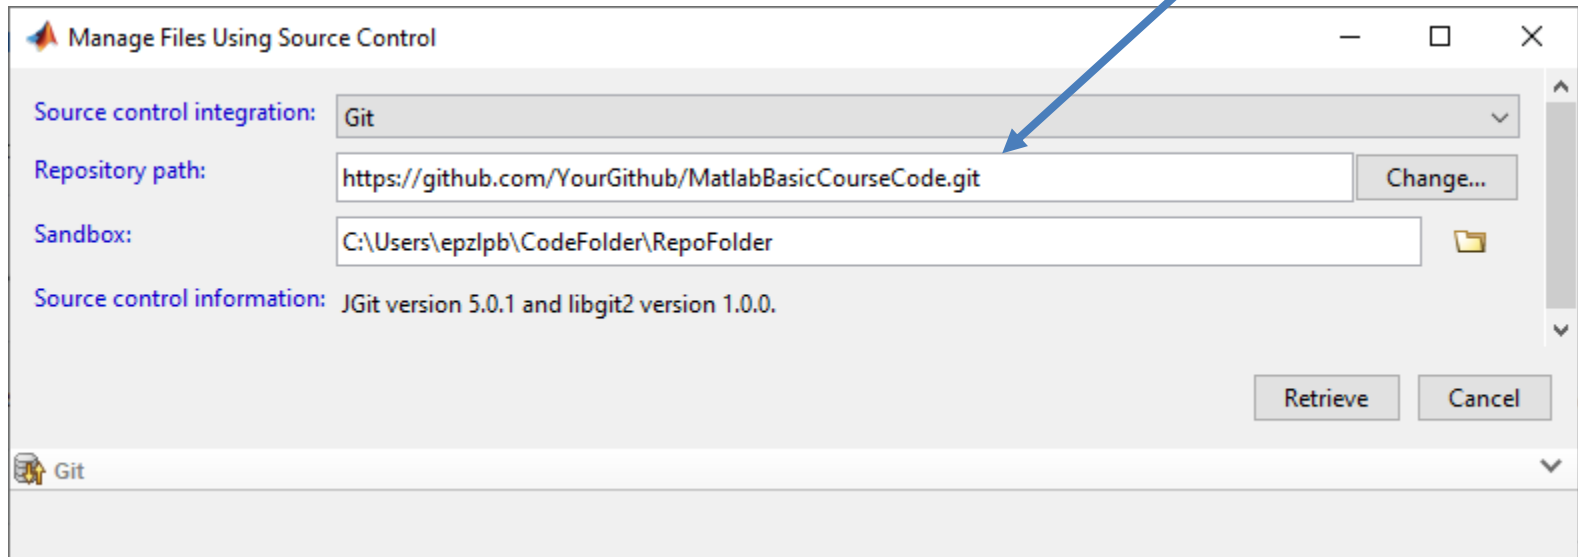 Manage Files Using Source Control
Source control integration: Git
Repository path: https://github.com/YourGithub/MatlabBasicCourseCode.git Change...
Sandbox: C:\Users\epzlpb\CodeFolder\RepoFolder
Source control information: JGit version 5.0.1 and libgit2 version 1.0.0.
Retrieve Cancel
Git